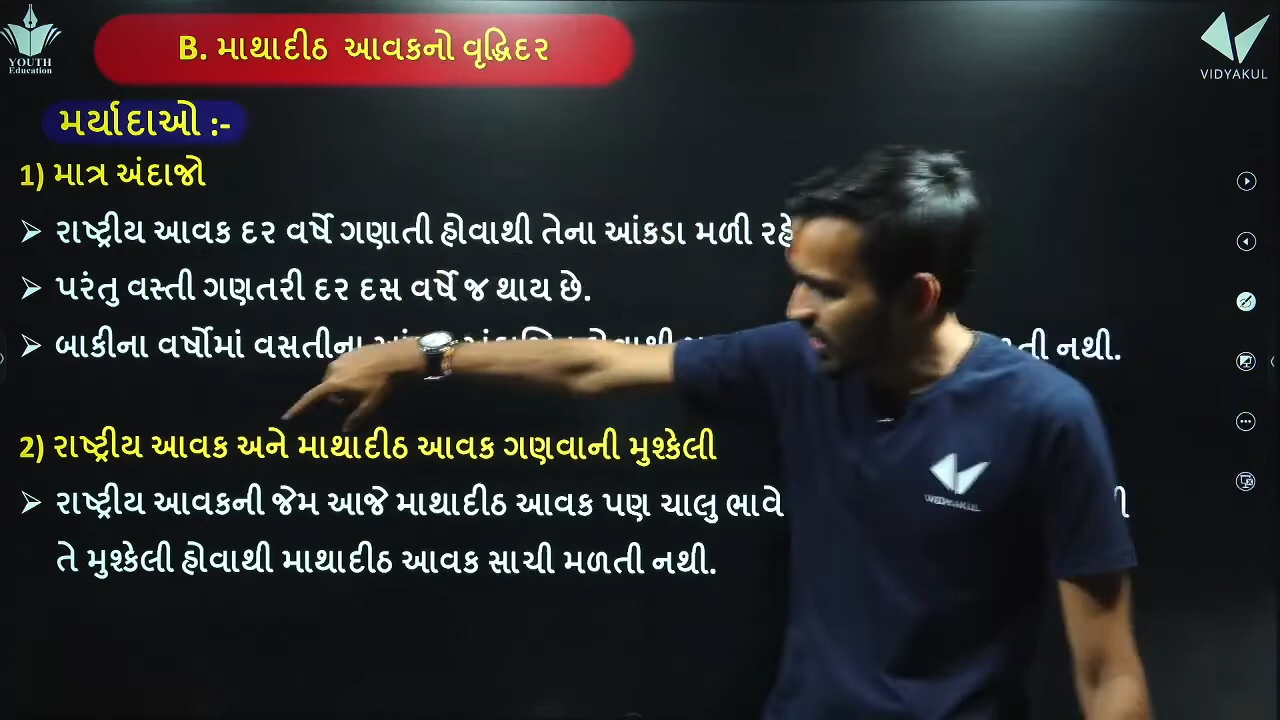 YOUTH
Education
B. માથાદીઠ આવકનો વૃદ્ધિદર
VIDYAKUL
મર્યાદાઓ :-
1) માત્ર અંદાજો
➢ રાષ્ટ્રીય આવક દર વર્ષે ગણાતી હોવાથી તેના આંકડા મળી રહે
➢ પરંતુ વસ્તી ગણતરી દર દસ વર્ષે જ થાય છે.
➢ બાકીના વર્ષોમાં વસતીના હોવાથી નથી.
2) રાષ્ટ્રીય આવક અને માથાદીઠ આવક ગણવાની મુશ્કેલી
➢ રાષ્ટ્રીય આવકની જેમ આજે માથાદીઠ આવક પણ ચાલુ ભાવે
તે મુશ્કેલી હોવાથી માથાદીઠ આવક સાચી મળતી નથી.
VIDYAKUL